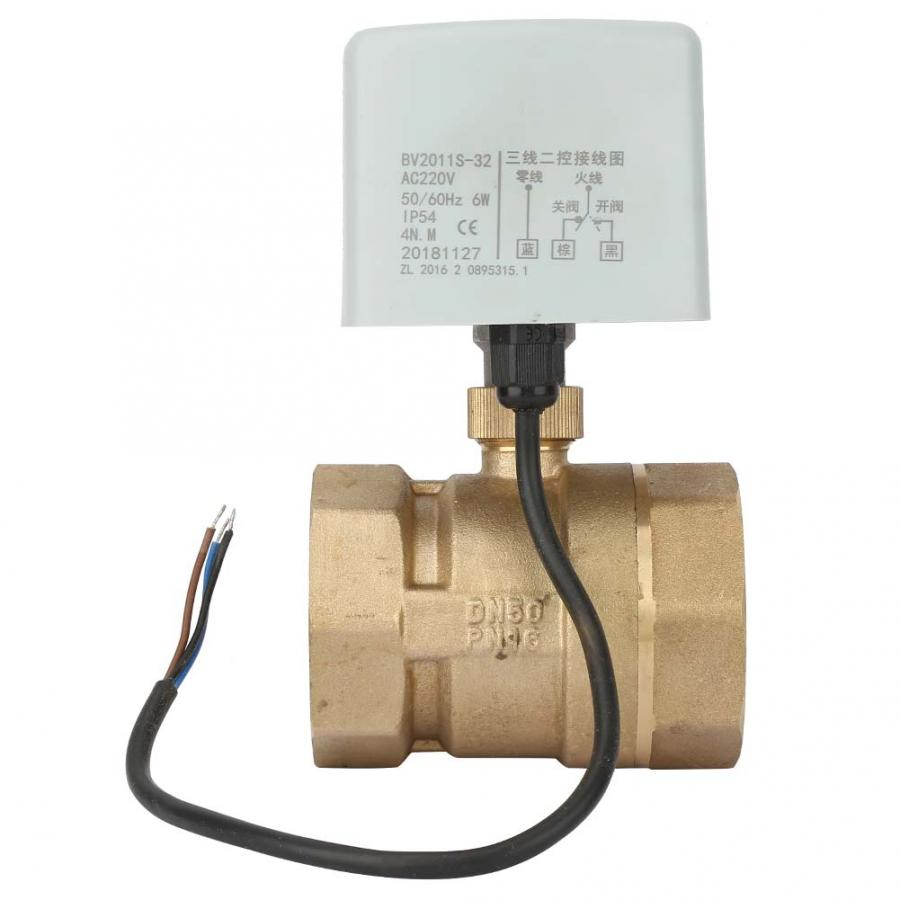 BV2011S-32
AC220V
50/60Hz 6W
IP54
4N.M CE
20181127
ZL 2016 2 0895315.1
三线二控接线图
零线 火线
关阀 开阀
蓝 棕 黑
DN50
PN16